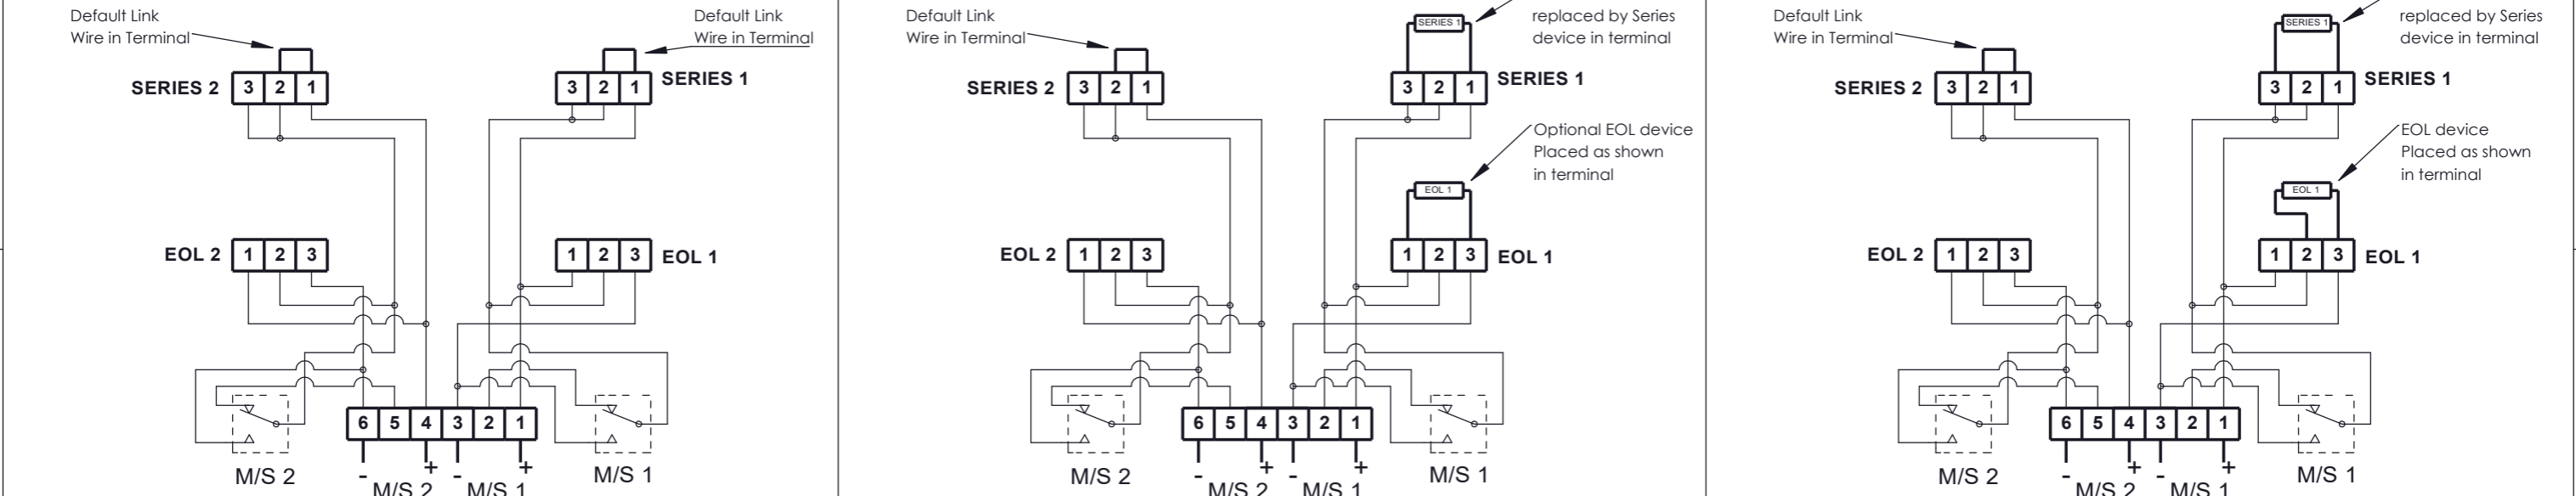 Default Link
Wire in Terminal
Default Link
Wire in Terminal
SERIES 2
3 2 1
3 2 1
SERIES 1
EOL 2
1 2 3
1 2 3
EOL 1
6 5 4 3 2 1
M/S 2
- + - +
M/S 1
M/S 2
M/S 1
Default Link
Wire in Terminal
SERIES 1
replaced by Series
device in terminal
SERIES 2
3 2 1
3 2 1
SERIES 1
Optional EOL device
Placed as shown
in terminal
EOL 1
EOL 2
1 2 3
1 2 3
EOL 1
6 5 4 3 2 1
M/S 2
- + - +
M/S 1
M/S 2
M/S 1
Default Link
Wire in Terminal
SERIES 1
replaced by Series
device in terminal
SERIES 2
3 2 1
3 2 1
SERIES 1
EOL device
Placed as shown
in terminal
EOL 1
EOL 2
1 2 3
1 2 3
EOL 1
6 5 4 3 2 1
M/S 2
- + - +
M/S 1
M/S 2
M/S 1